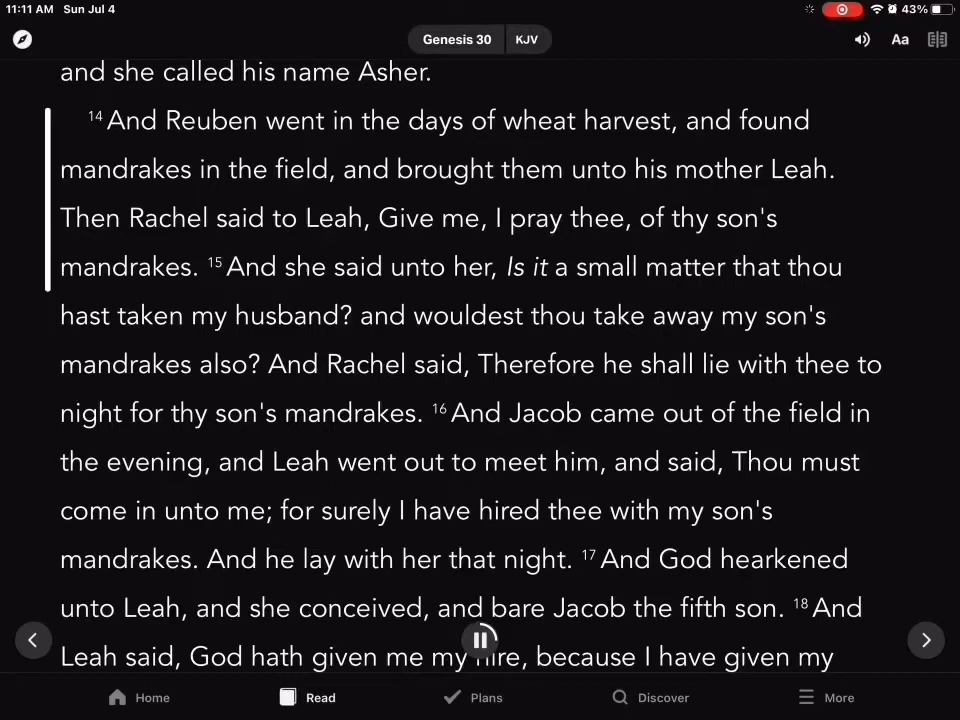 11:11 AM Sun Jul 4 43%
Genesis 30 KJV Aa
and she called his name Asher.
14 And Reuben went in the days of wheat harvest, and found
mandrakes in the field, and brought them unto his mother Leah.
Then Rachel said to Leah, Give me, I pray thee, of thy son's
mandrakes. 15 And she said unto her, Is it a small matter that thou
hast taken my husband? and wouldest thou take away my son's
mandrakes also? And Rachel said, Therefore he shall lie with thee to
night for thy son's mandrakes. 16 And Jacob came out of the field in
the evening, and Leah went out to meet him, and said, Thou must
come in unto me; for surely I have hired thee with my son's
mandrakes. And he lay with her that night. 17 And God hearkened
unto Leah, and she conceived, and bare Jacob the fifth son. 18 And
Leah said, God hath given me my hire, because I have given my
Home Read Plans Discover More